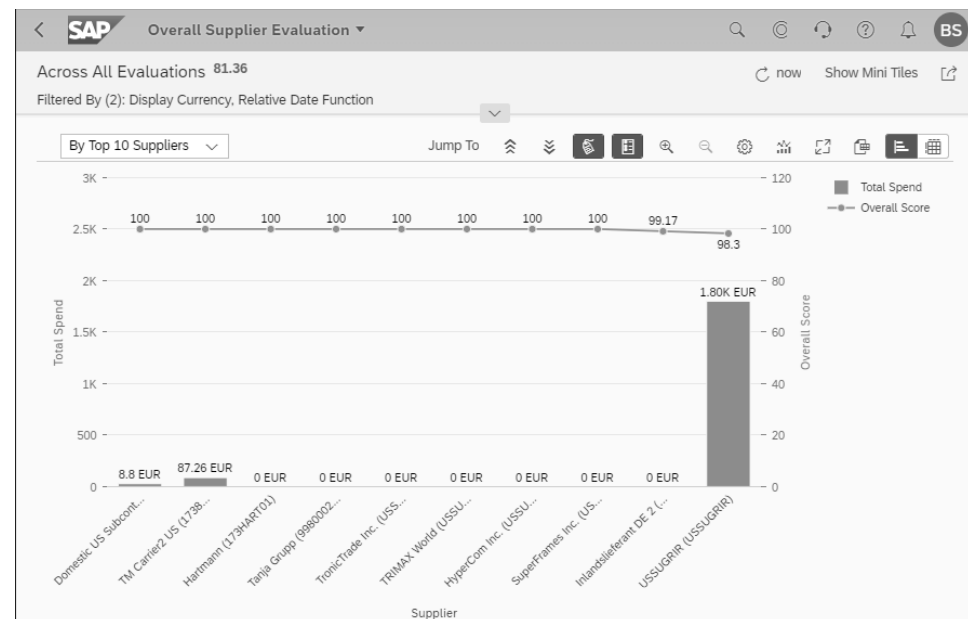 SAP Overall Supplier Evaluation BS
Across All Evaluations 81.36 now Show Mini Tiles
Filtered By (2): Display Currency, Relative Date Function
By Top 10 Suppliers Jump To
3K 120
Total Spend
Overall Score
100 100 100 100 100 100 100 100 99.17 98.3
2.5K 100
2K 80
1.80K EUR
1.5K 60
Total Spend
Overall Score
1K 40
500 20
8.8 EUR 87.26 EUR 0 EUR 0 EUR 0 EUR 0 EUR 0 EUR 0 EUR 0 EUR
0 0
Domestic US Subcont...
TM Carrier2 US (1738...
Hartmann (173HART01)
Tanja Grupp (9980002...
TronicTrade Inc. (USS...
TRIMAX World (USSU...
HyperCom Inc. (USSU...
SuperFrames Inc. (US...
Inlandslieferant DE 2 (...
USSUGRIR (USSUGRIR)
Supplier